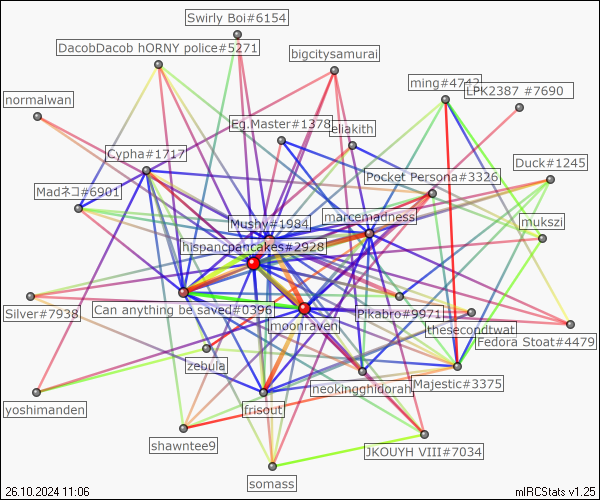 Swirly Boi#6154
DacobDacob hORNY police#5271
bigcitysamurai
ming#4742
LPK2387 #7690
normalwan
Eg.Master#1378
eliakith
Cypha#1717
Duck#1245
Pocket Persona#3326
Madネコ#6901
Mushy#1984
marcemadness
mukszi
hispancpancakes#2928
Silver#7938
Can anything be saved#0396
Pikabro#9971
moonraven
thesecondtwat
Fedora Stoat#4479
zebula
neokingghidorah
Majestic#3375
yoshimanden
frisout
shawntee9
JKOUYH VIII#7034
somass
26.10.2024 11:06
mIRCStats v1.25